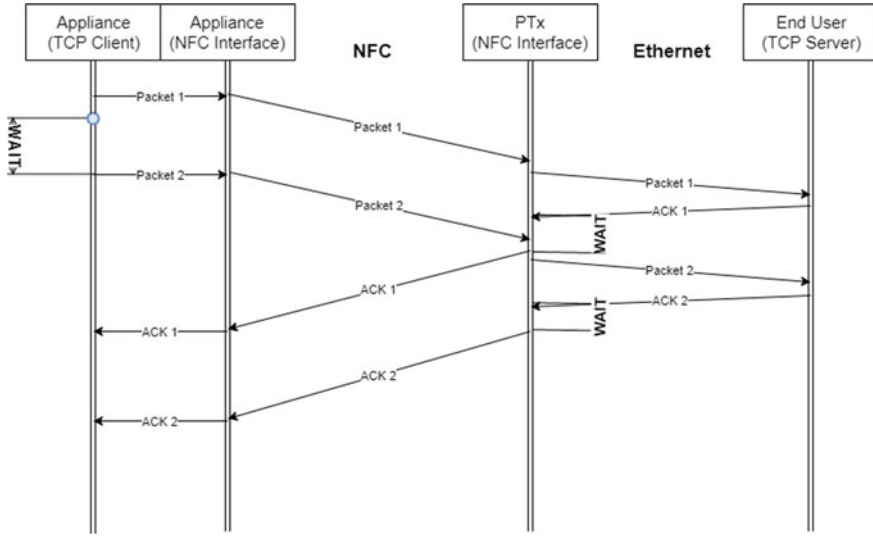 Appliance
(TCP Client)
Appliance
(NFC Interface)
NFC
PTx
(NFC Interface)
Ethernet
End User
(TCP Server)
Packet 1
Packet 1
WAIT
Packet 2
Packet 1
Packet 2
ACK 1
WAIT
Packet 2
ACK 1
ACK 2
WAIT
ACK 1
ACK 2
ACK 2